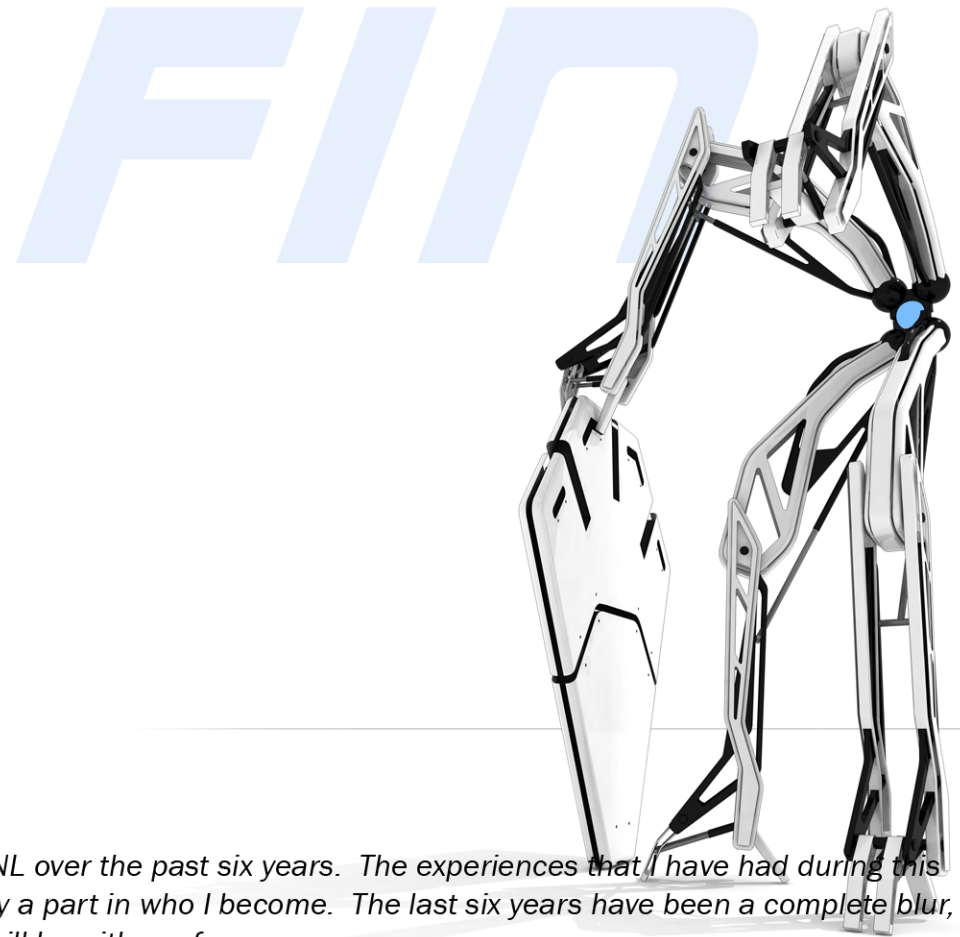 FIN
NL over the past six years.  The experiences that I have had during this
y a part in who I become.  The last six years have been a complete blur,